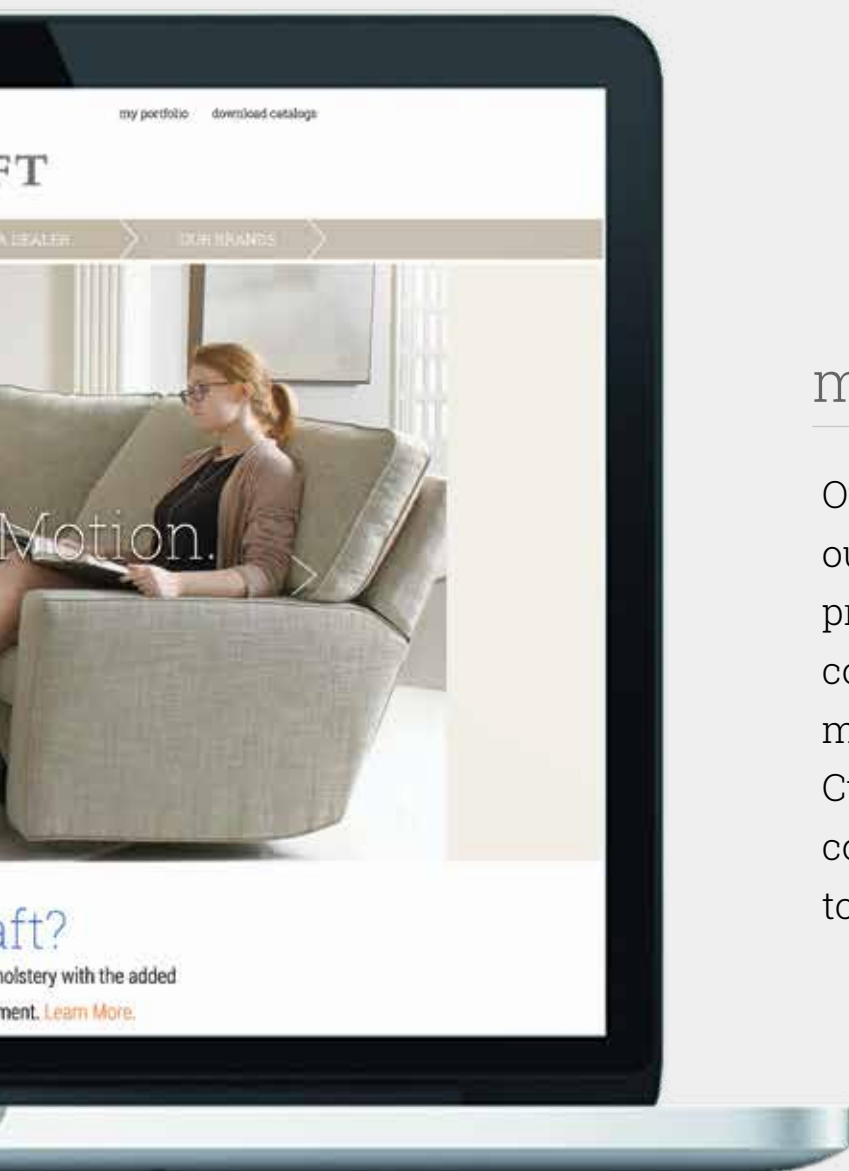 my portfolio download catalogs
FT
A DEALER OUR BRANDS
Motion.
aft?
holstery with the added
ment. Learn More.
m
O
ou
pr
co
m
C
co
to